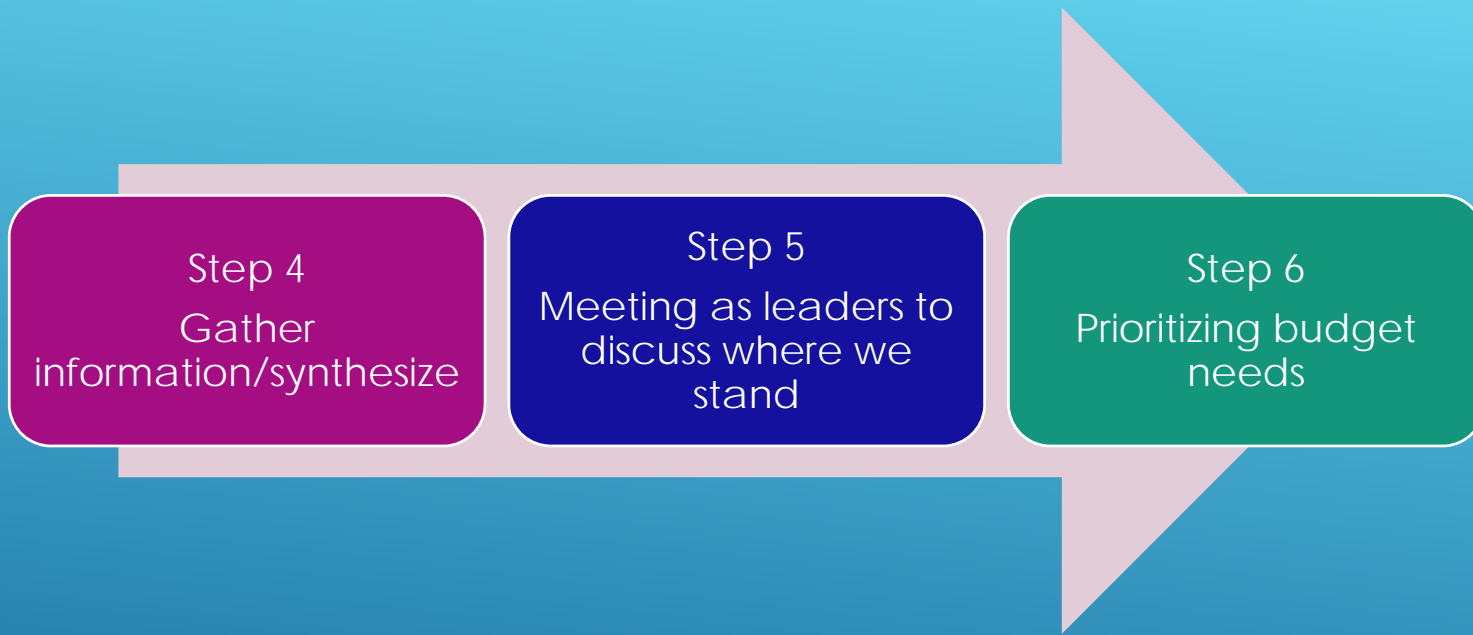 Step 4
Gather
information/synthesize
Step 5
Meeting as leaders to
discuss where we
stand
Step 6
Prioritizing budget
needs